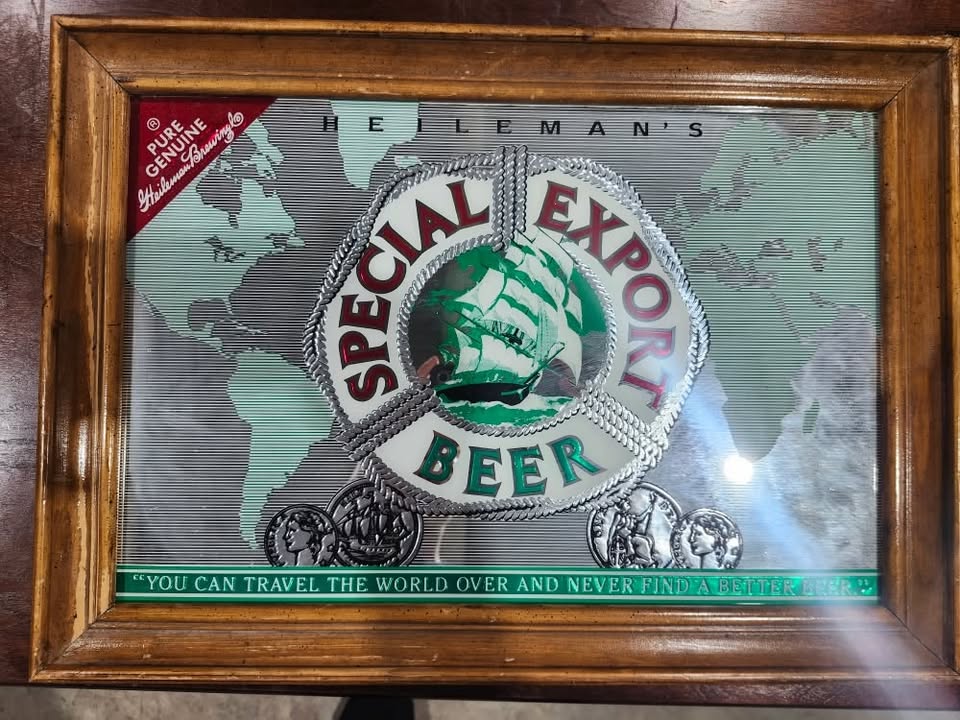 ® PURE
GENUINE
Heileman Brewing®
HEILEMAN'S
SPECIAL EXPORT
BEER
"YOU CAN TRAVEL THE WORLD OVER AND NEVER FIND A BETTER BEER."